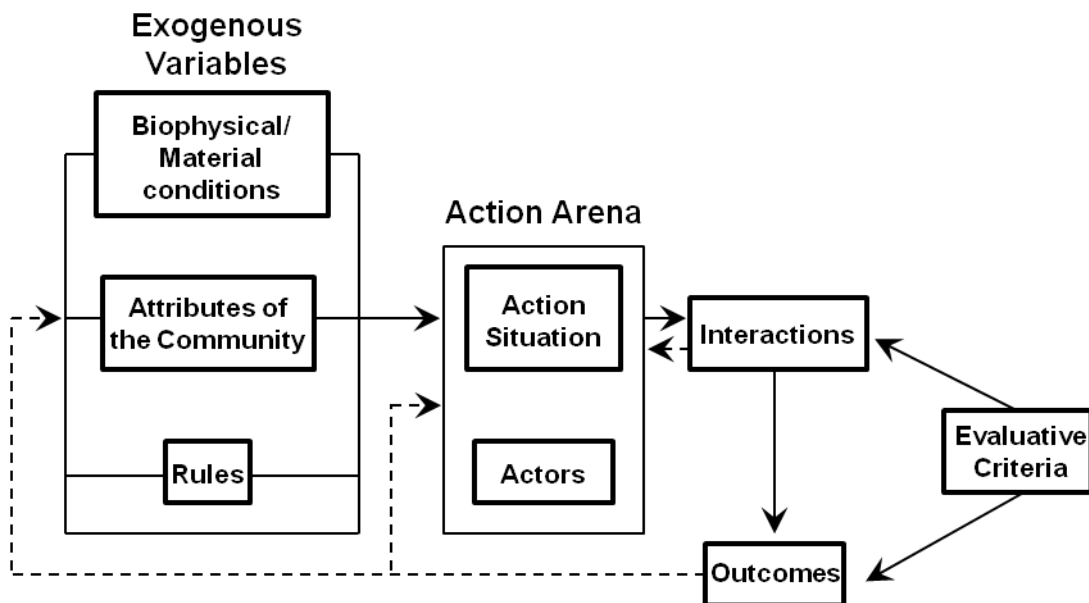 Exogenous
Variables
Biophysical/
Material
conditions
Attributes of
the Community
Rules
Action Arena
Action
Situation
Actors
Interactions
Outcomes
Evaluative
Criteria